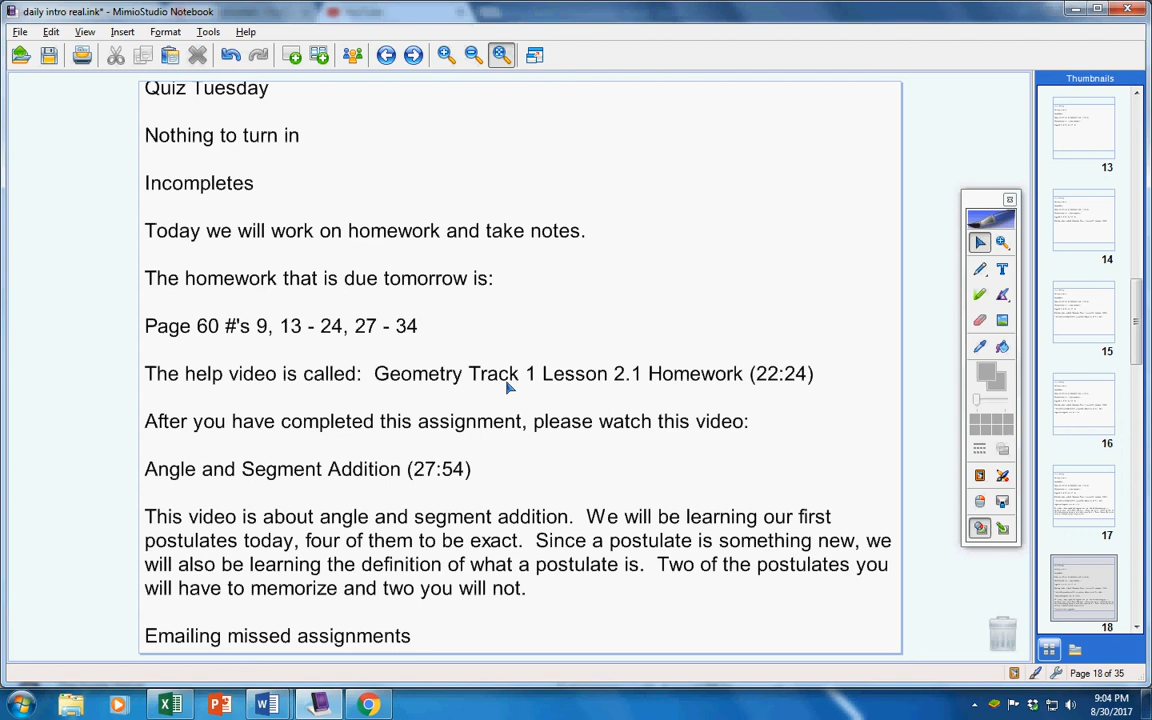 daily intro real.ink* - MimioStudio Notebook
File Edit View Insert Format Tools Help
Thumbnails
Quiz Tuesday
Nothing to turn in
Incompletes
Today we will work on homework and take notes.
The homework that is due tomorrow is:
Page 60 #'s 9, 13 - 24, 27 - 34
The help video is called:  Geometry Track 1 Lesson 2.1 Homework (22:24)
After you have completed this assignment, please watch this video:
Angle and Segment Addition (27:54)
This video is about angle and segment addition.  We will be learning our first
postulates today, four of them to be exact.  Since a postulate is something new, we
will also be learning the definition of what a postulate is.  Two of the postulates you
will have to memorize and two you will not.
Emailing missed assignments
13
14
15
16
17
18
Page 18 of 35
9:04 PM
8/30/2017